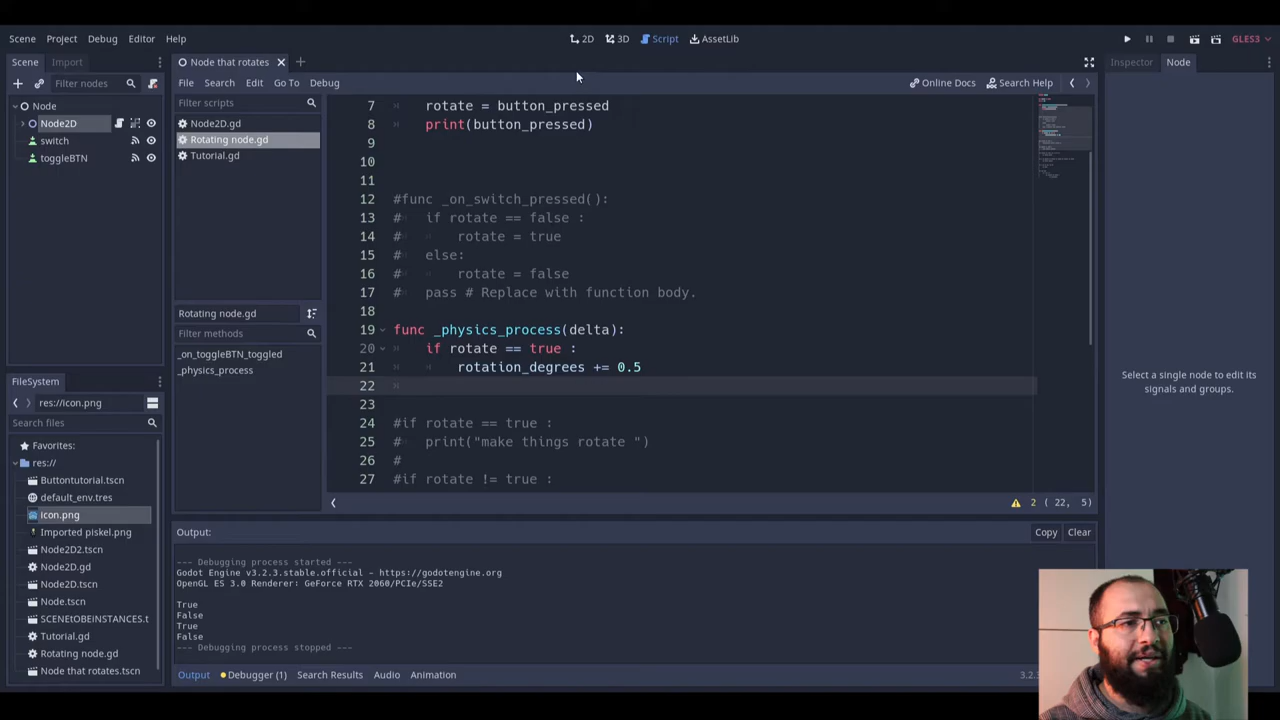 Scene Project Debug Editor Help
2D 3D Script AssetLib
GLES3
Scene Import
Node that rotates
Inspector Node
Filter nodes
File Search Edit Go To Debug
Online Docs Search Help
Node
Node2D
switch
toggleBTN
Filter scripts
Node2D.gd
Rotating node.gd
Tutorial.gd
Rotating node.gd
Filter methods
_on_toggleBTN_toggled
_physics_process
7 rotate = button_pressed
8 print(button_pressed)
9
10
11
12 #func _on_switch_pressed():
13 # if rotate == false :
14 # rotate = true
15 # else:
16 # rotate = false
17 # pass # Replace with function body.
18
19 func _physics_process(delta):
20 if rotate == true :
21 rotation_degrees += 0.5
22
23
24 #if rotate == true :
25 # print("make things rotate ")
26 #
27 #if rotate != true :
2 ( 22, 5)
Select a single node to edit its
signals and groups.
FileSystem
res://icon.png
Search files
Favorites:
res://
Buttontutorial.tscn
default_env.tres
icon.png
Imported piskel.png
Node2D2.tscn
Node2D.gd
Node2D.tscn
Node.tscn
SCENEtOBEiNSTANCES.t
Tutorial.gd
Rotating node.gd
Node that rotates.tscn
Output:
Copy Clear
--- Debugging process started ---
Godot Engine v3.2.3.stable.official - https://godotengine.org
OpenGL ES 3.0 Renderer: GeForce RTX 2060/PCIe/SSE2
True
False
True
False
--- Debugging process stopped ---
Output Debugger (1) Search Results Audio Animation
3.2.3